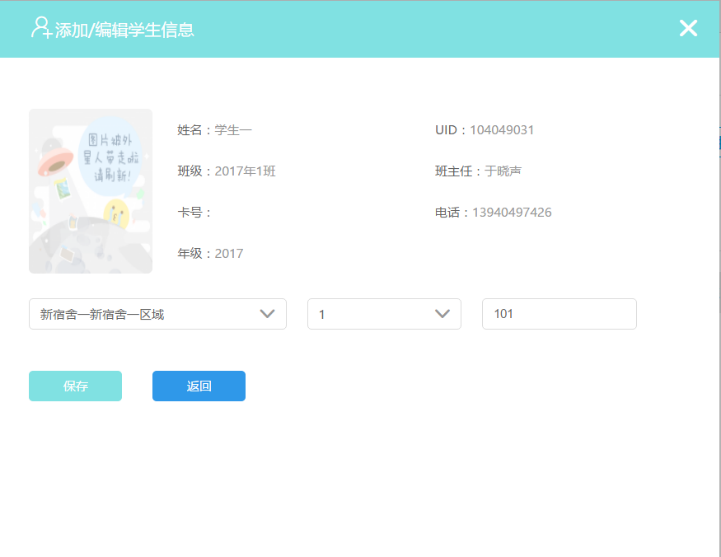 添加/编辑学生信息
图片被外
星人带走啦
请刷新!
姓名：学生一
UID：104049031
班级：2017年1班
班主任：于晓声
卡号：
电话：13940497426
年级：2017
新宿舍一新宿舍一区域
1
101
保存
返回